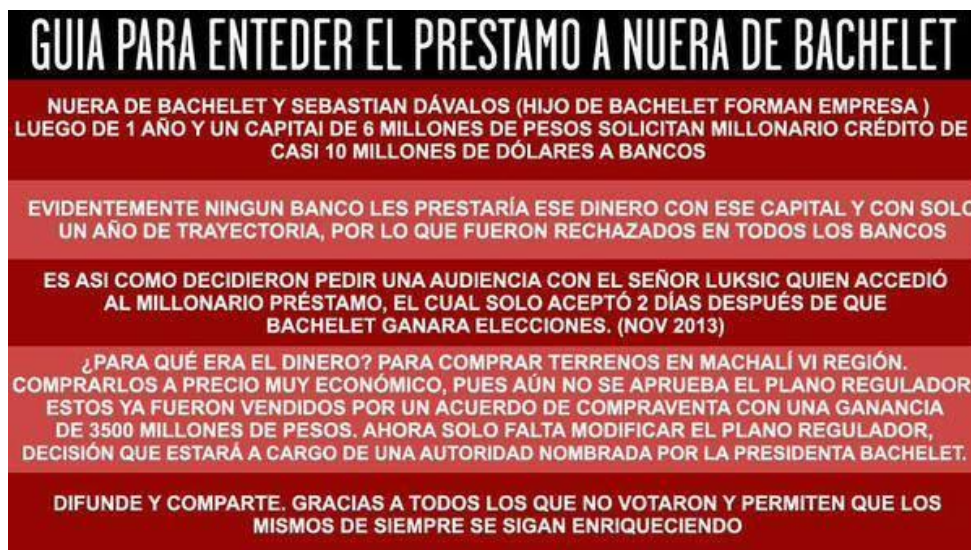 GUIA PARA ENTEDER EL PRESTAMO A NUERA DE BACHELET
NUERA DE BACHELET Y SEBASTIAN DÁVALOS (HIJO DE BACHELET FORMAN EMPRESA )
LUEGO DE 1 AÑO Y UN CAPITAl DE 6 MILLONES DE PESOS SOLICITAN MILLONARIO CRÉDITO DE
CASI 10 MILLONES DE DÓLARES A BANCOS
EVIDENTEMENTE NINGUN BANCO LES PRESTARÍA ESE DINERO CON ESE CAPITAL Y CON SOLO
UN AÑO DE TRAYECTORIA, POR LO QUE FUERON RECHAZADOS EN TODOS LOS BANCOS
ES ASI COMO DECIDIERON PEDIR UNA AUDIENCIA CON EL SEÑOR LUKSIC QUIEN ACCEDIÓ
AL MILLONARIO PRÉSTAMO, EL CUAL SOLO ACEPTÓ 2 DÍAS DESPUÉS DE QUE
BACHELET GANARA ELECCIONES. (NOV 2013)
¿PARA QUÉ ERA EL DINERO? PARA COMPRAR TERRENOS EN MACHALÍ VI REGIÓN.
COMPRARLOS A PRECIO MUY ECONÓMICO, PUES AÚN NO SE APRUEBA EL PLANO REGULADOR
ESTOS YA FUERON VENDIDOS POR UN ACUERDO DE COMPRAVENTA CON UNA GANANCIA
DE 3500 MILLONES DE PESOS. AHORA SOLO FALTA MODIFICAR EL PLANO REGULADOR,
DECISIÓN QUE ESTARÁ A CARGO DE UNA AUTORIDAD NOMBRADA POR LA PRESIDENTA BACHELET.
DIFUNDE Y COMPARTE. GRACIAS A TODOS LOS QUE NO VOTARON Y PERMITEN QUE LOS
MISMOS DE SIEMPRE SE SIGAN ENRIQUECIENDO